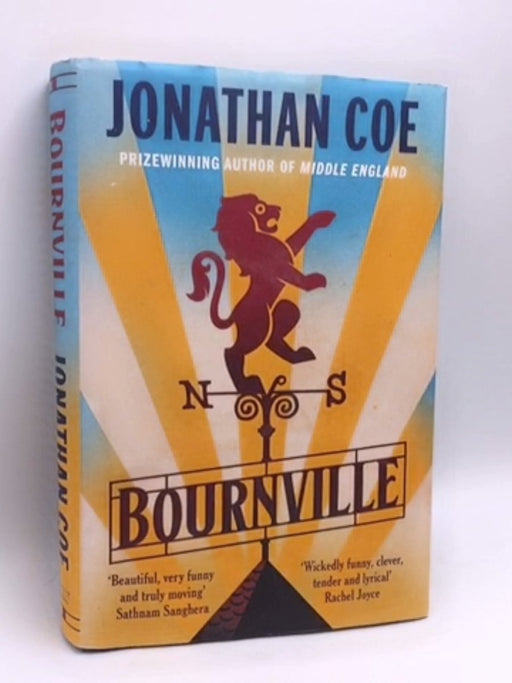 BOURNVILLE JONATHAN COE
JONATHAN COE
PRIZEWINNING AUTHOR OF MIDDLE ENGLAND
N S
BOURNVILLE
‘Beautiful, very funny
and truly moving’
Sathnam Sanghera
‘Wickedly funny, clever,
tender and lyrical’
Rachel Joyce